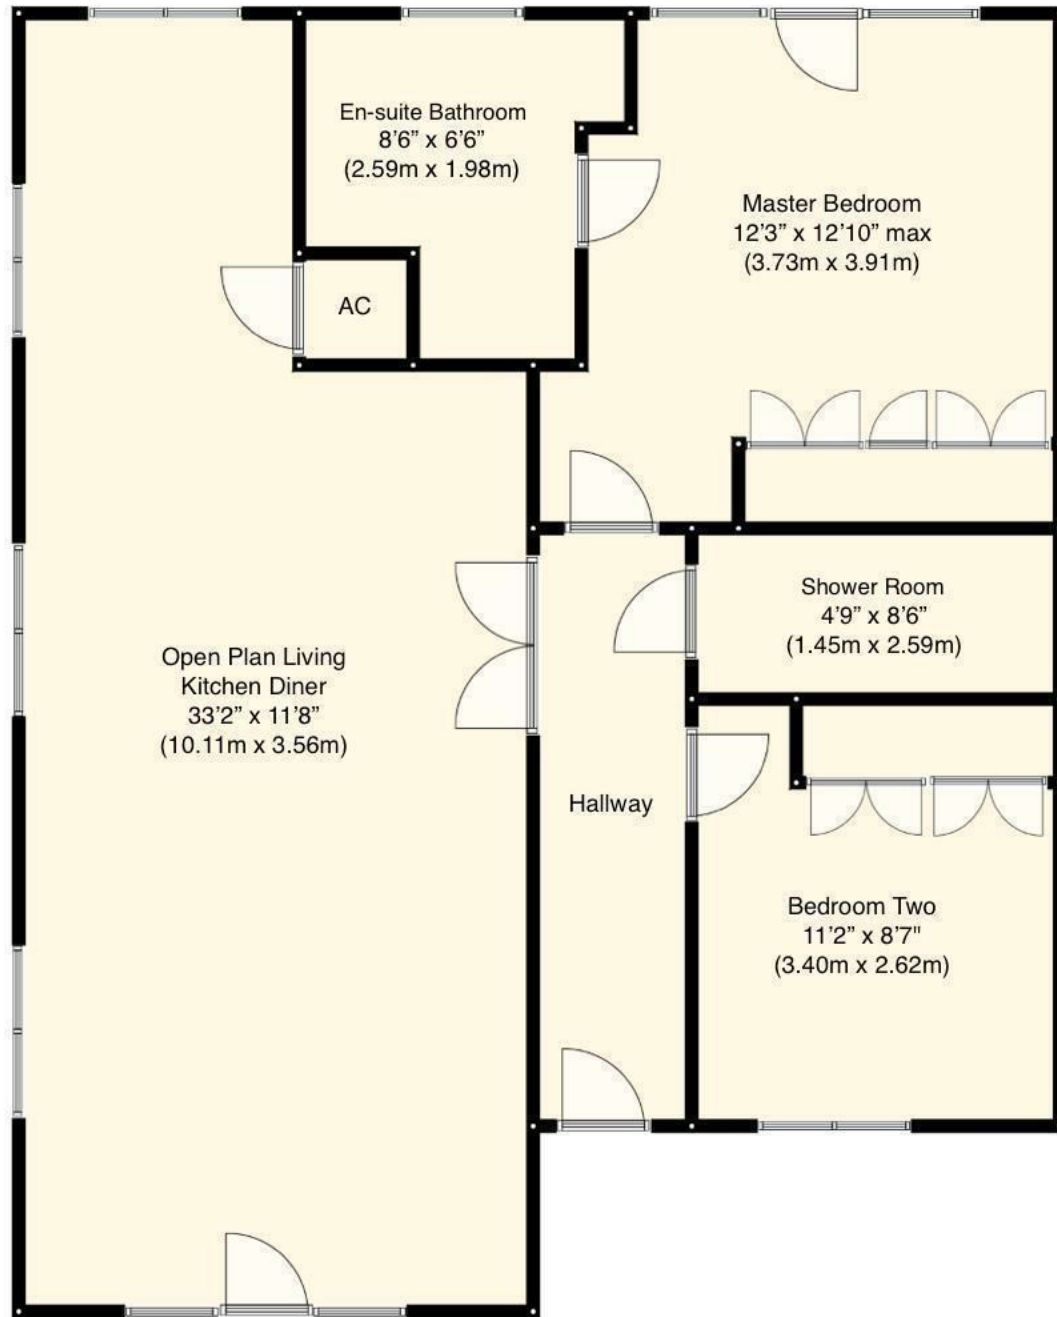 En-suite Bathroom
8’6” x 6’6”
(2.59m x 1.98m)
Master Bedroom
12’3” x 12’10” max
(3.73m x 3.91m)
AC
Shower Room
4’9” x 8’6”
(1.45m x 2.59m)
Open Plan Living
Kitchen Diner
33’2” x 11’8”
(10.11m x 3.56m)
Hallway
Bedroom Two
11’2” x 8’7"
(3.40m x 2.62m)